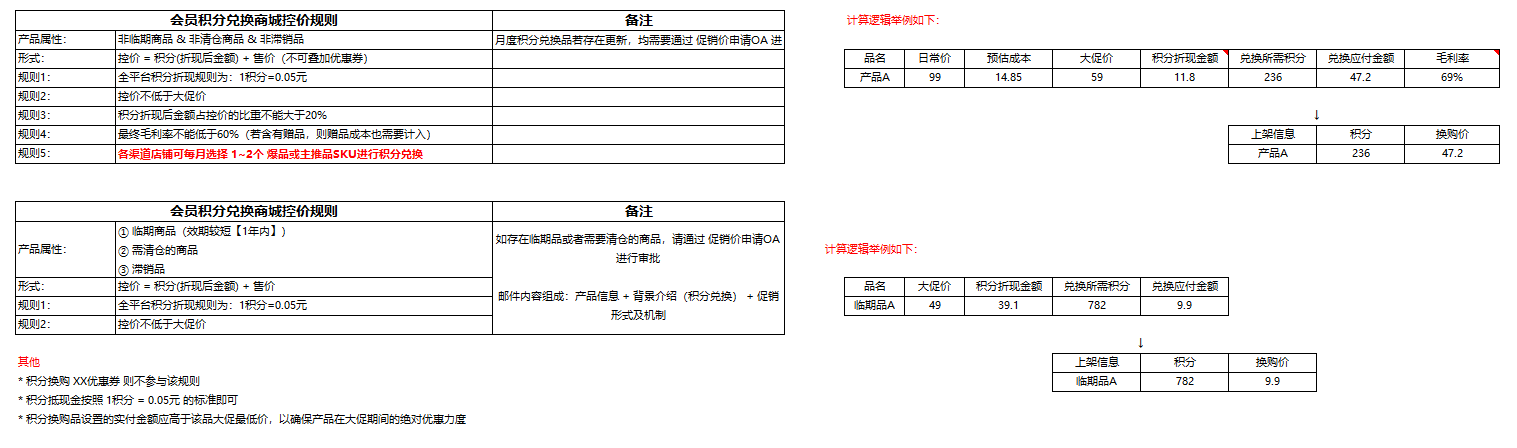 会员积分兑换商城控价规则 备注
产品属性： 非临期商品 & 非清仓商品 & 非滞销品 月度积分兑换品若存在更新，均需要通过 促销价申请OA 进
形式： 控价 = 积分(折现后金额) + 售价（不可叠加优惠券）
规则1： 全平台积分折现规则为：1积分=0.05元
规则2： 控价不低于大促价
规则3： 积分折现后金额占控价的比重不能大于20%
规则4： 最终毛利率不能低于60%（若含有赠品，则赠品成本也需要计入）
规则5： 各渠道店铺可每月选择 1~2个 爆品或主推品SKU进行积分兑换
计算逻辑举例如下：
品名 日常价 预估成本 大促价 积分折现金额 兑换所需积分 兑换应付金额 毛利率
产品A 99 14.85 59 11.8 236 47.2 69%
↓
上架信息 积分 换购价
产品A 236 47.2
会员积分兑换商城控价规则 备注
产品属性：
① 临期商品（效期较短【1年内】）
② 需清仓的商品
③ 滞销品
形式： 控价 = 积分(折现后金额) + 售价
规则1： 全平台积分折现规则为：1积分=0.05元
规则2： 控价不低于大促价
如存在临期品或者需要清仓的商品，请通过 促销价申请OA
进行审批
邮件内容组成：产品信息 + 背景介绍（积分兑换） + 促销
形式及机制
计算逻辑举例如下：
品名 大促价 积分折现金额 兑换所需积分 兑换应付金额
临期品A 49 39.1 782 9.9
↓
上架信息 积分 换购价
临期品A 782 9.9
其他
* 积分换购 XX优惠券 则不参与该规则
* 积分抵现金按照 1积分 = 0.05元 的标准即可
* 积分换购品设置的实付金额应高于该品大促最低价，以确保产品在大促期间的绝对优惠力度